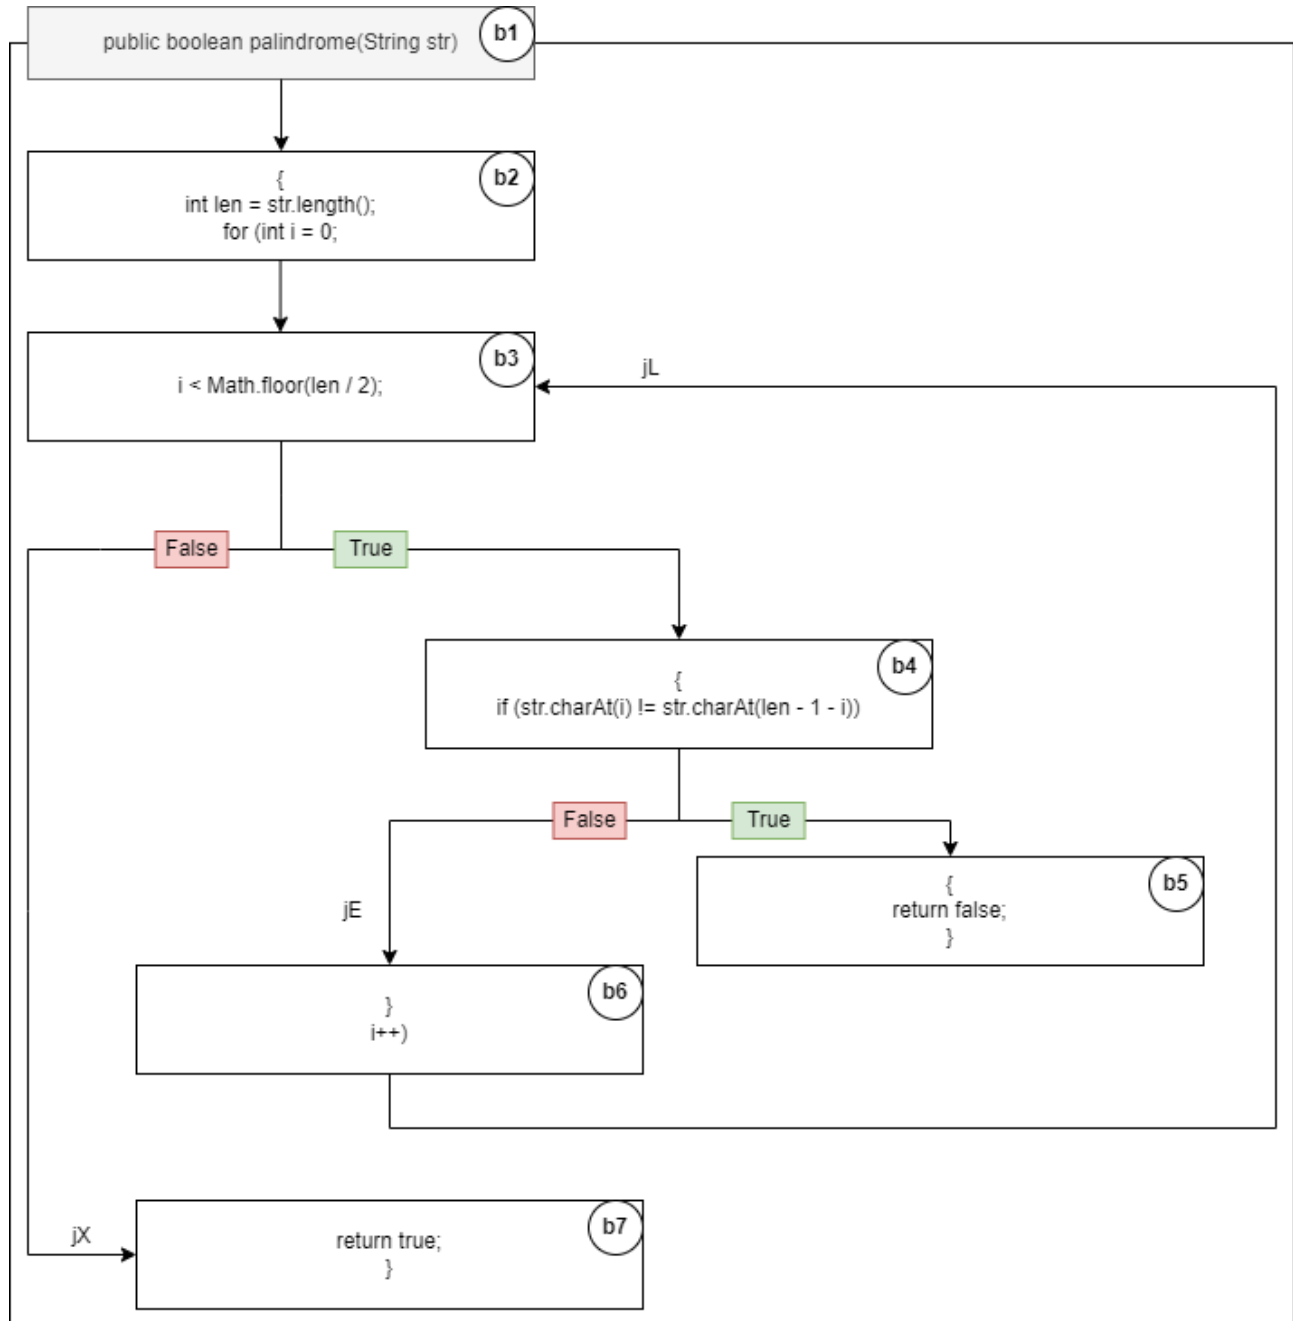 public boolean palindrome(String str)
b1
{
int len = str.length();
for (int i = 0;
b2
i < Math.floor(len / 2);
b3
jL
False
True
{
if (str.charAt(i) != str.charAt(len - 1 - i))
b4
False
True
{
return false;
}
b5
jE
}
i++)
b6
jX
return true;
}
b7